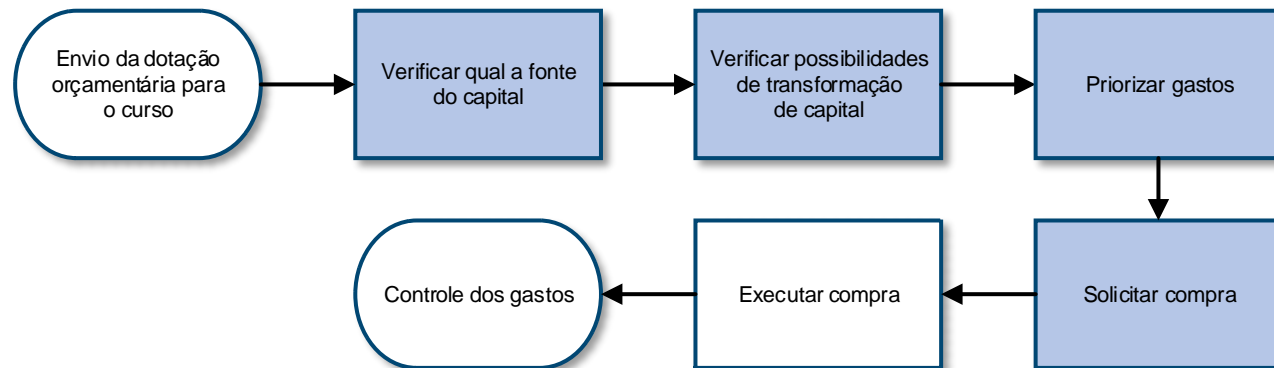 Envio da dotação
orçamentária para
o curso
Verificar qual a fonte
do capital
Verificar possibilidades
de transformação
de capital
Priorizar gastos
Solicitar compra
Executar compra
Controle dos gastos